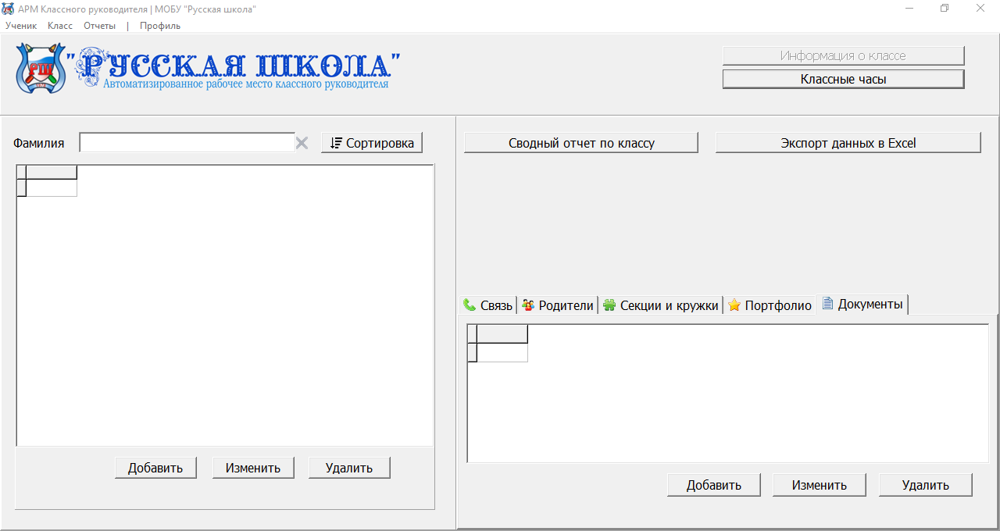 АРМ Классного руководителя | МОБУ "Русская школа"
Ученик Класс Отчеты | Профиль
РШ
"РУССКАЯ ШКОЛА"
Автоматизированное рабочее место классного руководителя
Информация о классе
Классные часы
Фамилия
Сортировка
Сводный отчет по классу
Экспорт данных в Excel
Связь Родители Секции и кружки Портфолио Документы
Добавить Изменить Удалить
Добавить Изменить Удалить